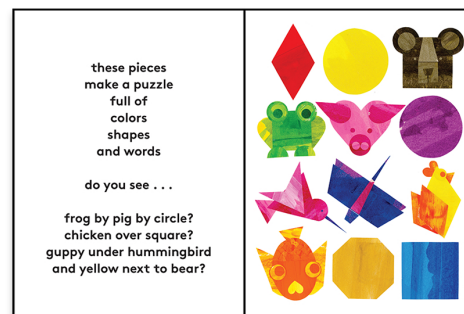 these pieces
make a puzzle
full of
colors
shapes
and words
do you see . . .
frog by pig by circle?
chicken over square?
guppy under hummingbird
and yellow next to bear?